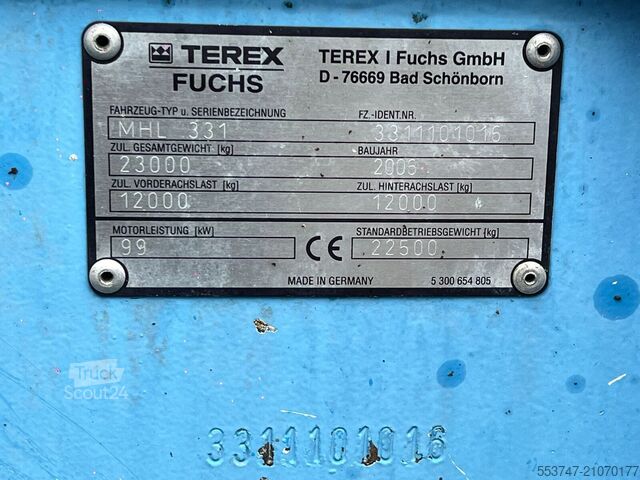 TEREX
FUCHS
TEREX I Fuchs GmbH
D - 76669 Bad Schönborn
FAHRZEUG-TYP u. SERIENBEZEICHNUNG
FZ.-IDENT.NR.
MHL 331
3311101016
ZUL. GESAMTGEWICHT [kg]
BAUJAHR
23000
2006
ZUL. VORDERACHSLAST [kg]
ZUL. HINTERACHSLAST [kg]
12000
12000
MOTORLEISTUNG [kW]
STANDARDBETRIEBSGEWICHT [kg]
99
CE
22500
MADE IN GERMANY
5 300 654 805
Truck
Scout24
3311101016
553747-21070177